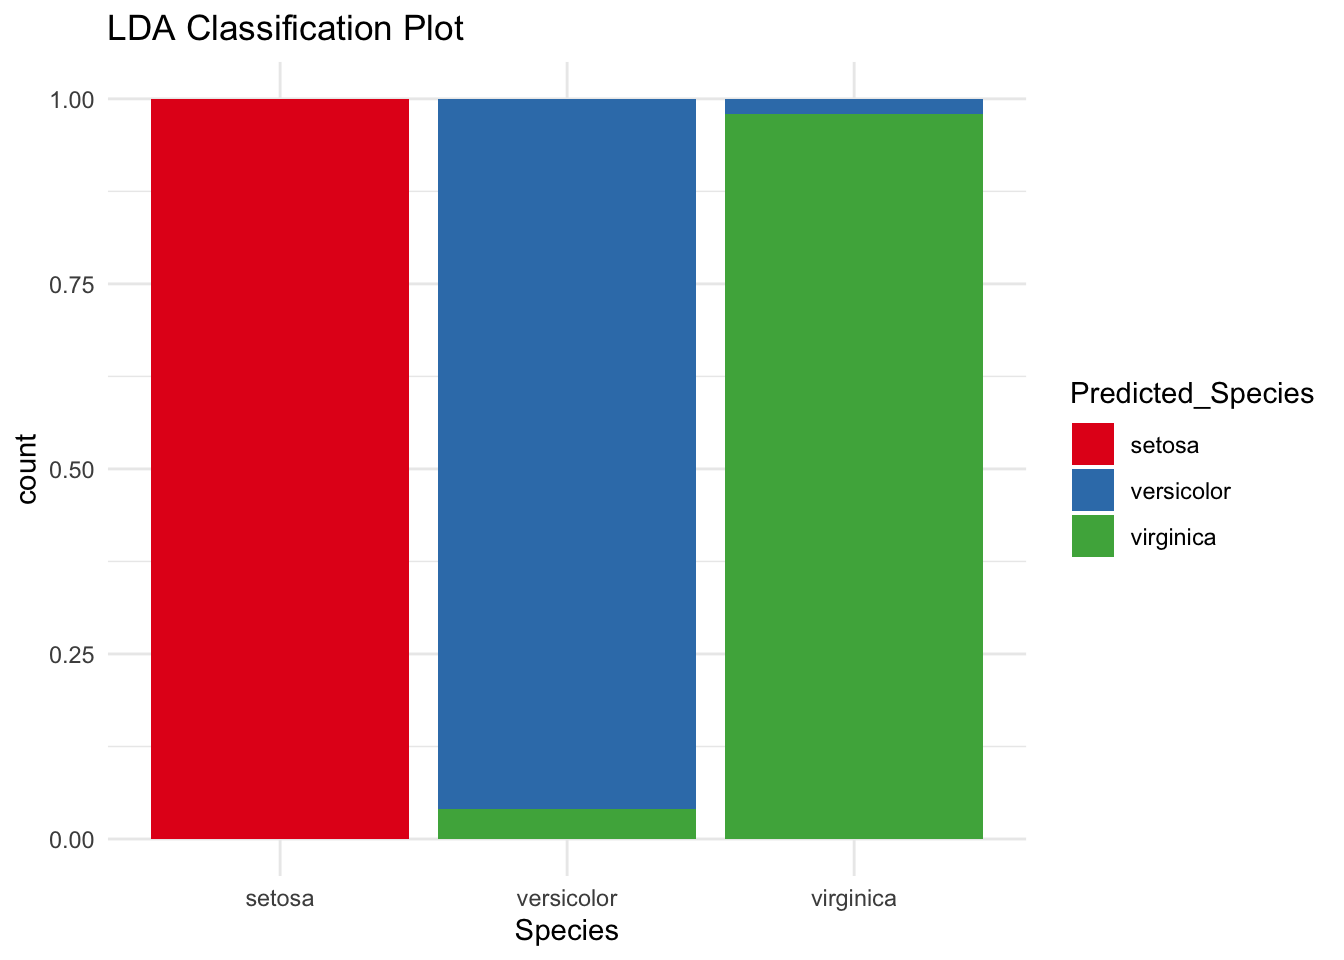 LDA Classification Plot
1.00
0.75
0.50
0.25
0.00
count
setosa versicolor virginica
Species
Predicted_Species
setosa
versicolor
virginica